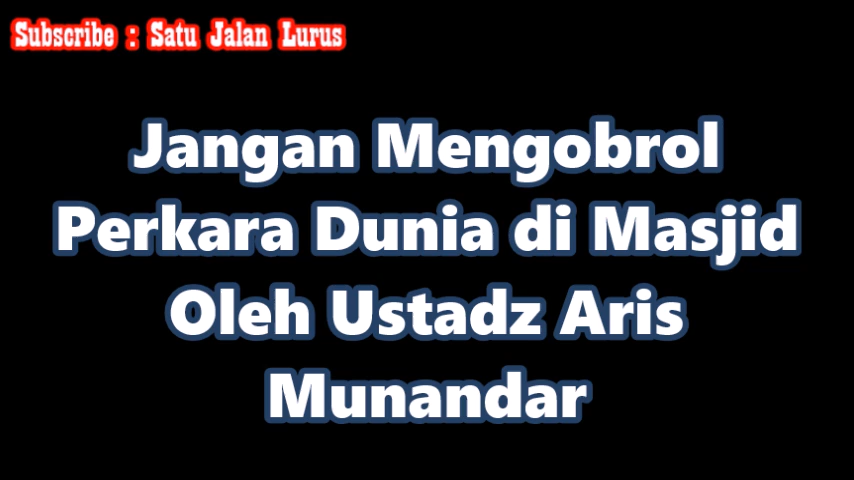 Subscribe : Satu Jalan Lurus
Jangan Mengobrol
Perkara Dunia di Masjid
Oleh Ustadz Aris
Munandar